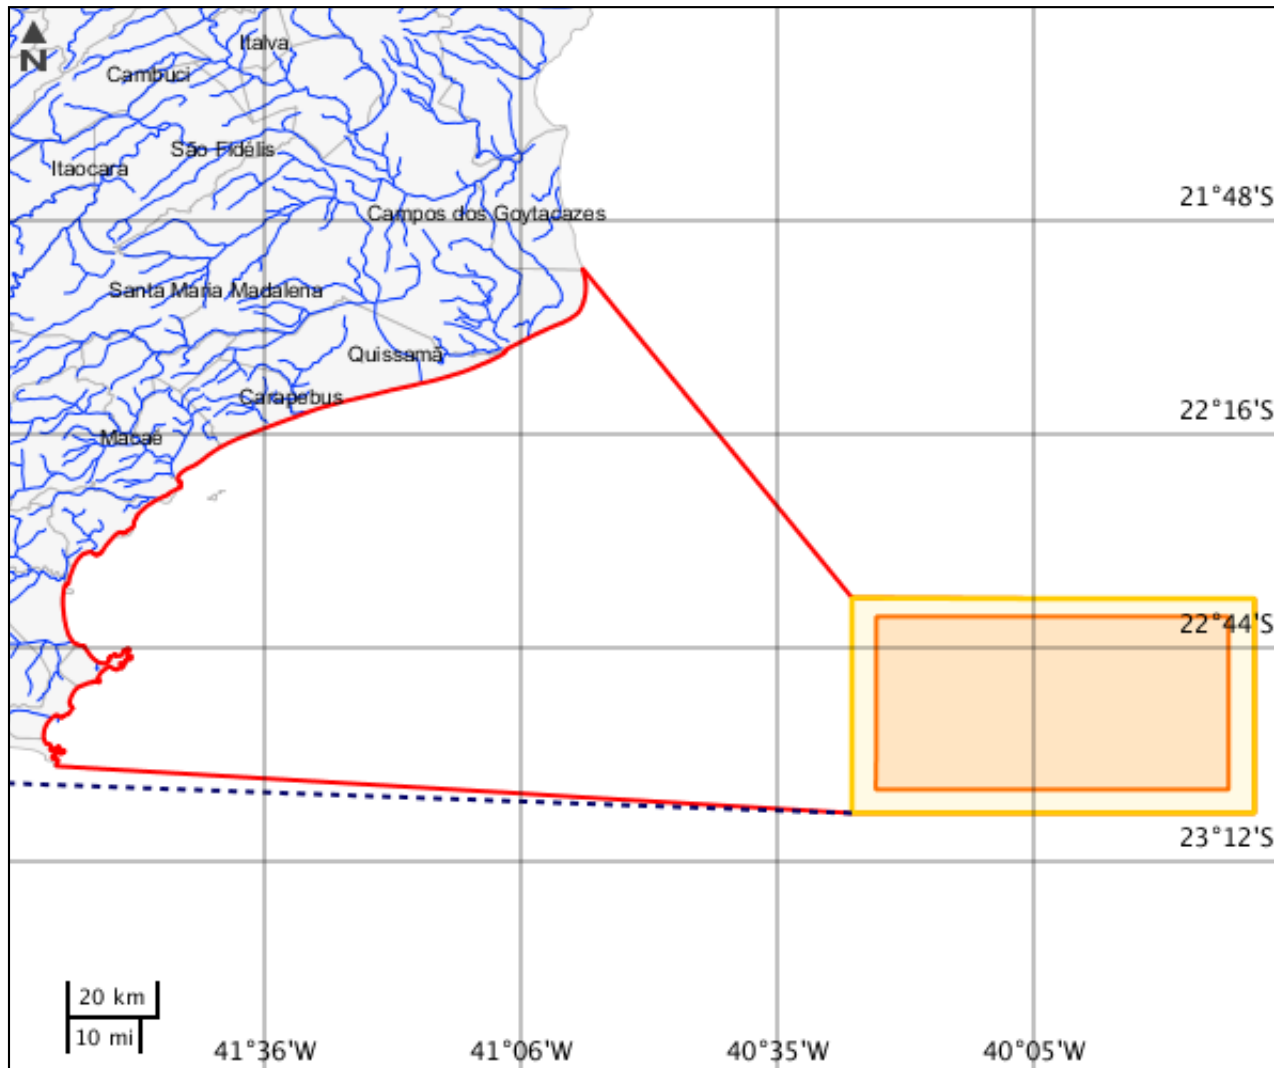 N
Italva
Cambuci
São Fidélis
Itaocara
21°48'S
Campos dos Goytacazes
Santa Maria Madalena
Quissamã
Carapebus
22°16'S
Macaé
22°44'S
23°12'S
20 km
10 mi
41°36'W
41°06'W
40°35'W
40°05'W